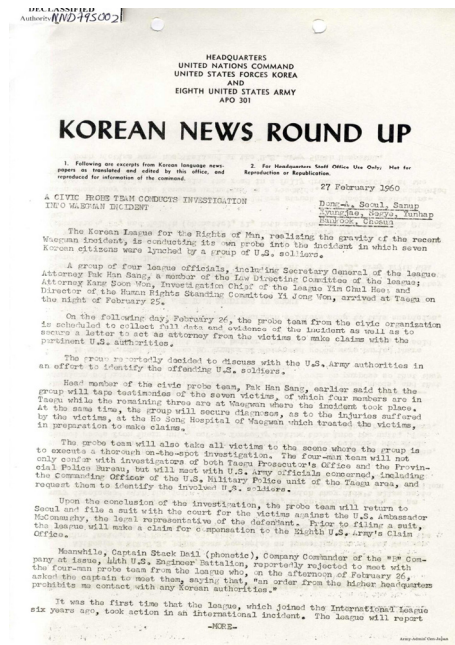 DECLASSIFIED
Authority NND795002
HEADQUARTERS
UNITED NATIONS COMMAND
UNITED STATES FORCES KOREA
AND
EIGHTH UNITED STATES ARMY
APO 301
KOREAN NEWS ROUND UP
1. Following are excerpts from Korean language news-
papers as translated and edited by this office, and
reproduced for information of the command.
2. For Headquarters Staff Office Use Only; Not for
Reproduction or Republication.
27 February 1960
A CIVIC PROBE TEAM CONDUCTS INVESTIGATION
INTO WAEGWAN INCIDENT
Dong-A, Seoul, Sanup
Kyungjae, Segye, Yunhap
Hankook, Chosun
The Korean League for the Rights of Man, realizing the gravity of the recent
Waegwan incident, is conducting its own probe into the incident in which seven
Korean citizens were lynched by a group of U.S. soldiers.
A group of four league officials, including Secretary General of the league
Attorney Pak Han Sang, a member of the Law Directing Committee of the league;
Attorney Kang Soon Won, Investigation Chief of the league Yim Chul Hee; and
Director of the Human Rights Standing Committee Yi Jong Won, arrived at Taegu on
the night of February 25.
On the following day, February 26, the probe team from the civic organization
is scheduled to collect full data and evidence of the incident as well as to
secure a letter to set as attorney from the victims to make claims with the
pertinent U.S. authorities.
The group reportedly decided to discuss with the U.S. Army authorities in
an effort to identify the offending U.S. soldiers.
Head member of the civic probe team, Pak Han Sang, earlier said that the
group will tape testimonies of the seven victims, of which four members are in
Taegu while the remaining three are at Waegwan where the incident took place.
At the same time, the group will secure diagnoses, as to the injuries suffered
by the victims, at the Ho Song Hospital of Waegwan which treated the victims,
in preparation to make claims.
The probe team will also take all victims to the scene where the group is
to execute a thorough on-the-spot investigation. The four-man team will not
only confer with investigators of both Taegu Prosecutor's Office and the Provin-
cial Police Bureau, but will meet with U.S. Army officials concerned, including
the Commanding Officer of the U.S. Military Police unit of the Taegu area, and
request them to identify the involved U.S. soldiers.
Upon the conclusion of the investigation, the probe team will return to
Seoul and file a suit with the court for the victims against the U.S. Ambassador
McConaughy, the legal representative of the defendant. Prior to filing a suit,
the league will make a claim for compensation to the Eighth U.S. Army's Claim
Office.
Meanwhile, Captain Stack Dail (phonetic), Company Commander of the "B" Com-
pany at issue, 44th U.S. Engineer Battalion, reportedly rejected to meet with
the four-man probe team from the league who, on the afternoon of February 26,
asked the captain to meet them, saying that, "an order from the higher headquarters
prohibits me contact with any Korean authorities."
It was the first time that the league, which joined the International League
six years ago, took action in an international incident. The league will report
-MORE-